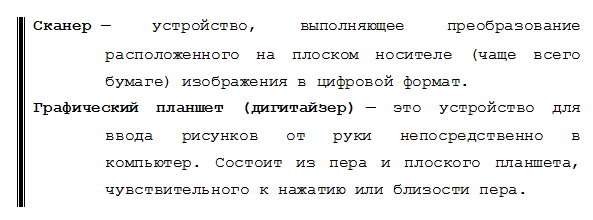 Сканер — устройство, выполняющее преобразование
расположенного на плоском носителе (чаще всего
бумаге) изображения в цифровой формат.
Графический планшет (дигитайзер) — это устройство для
ввода рисунков от руки непосредственно в
компьютер. Состоит из пера и плоского планшета,
чувствительного к нажатию или близости пера.